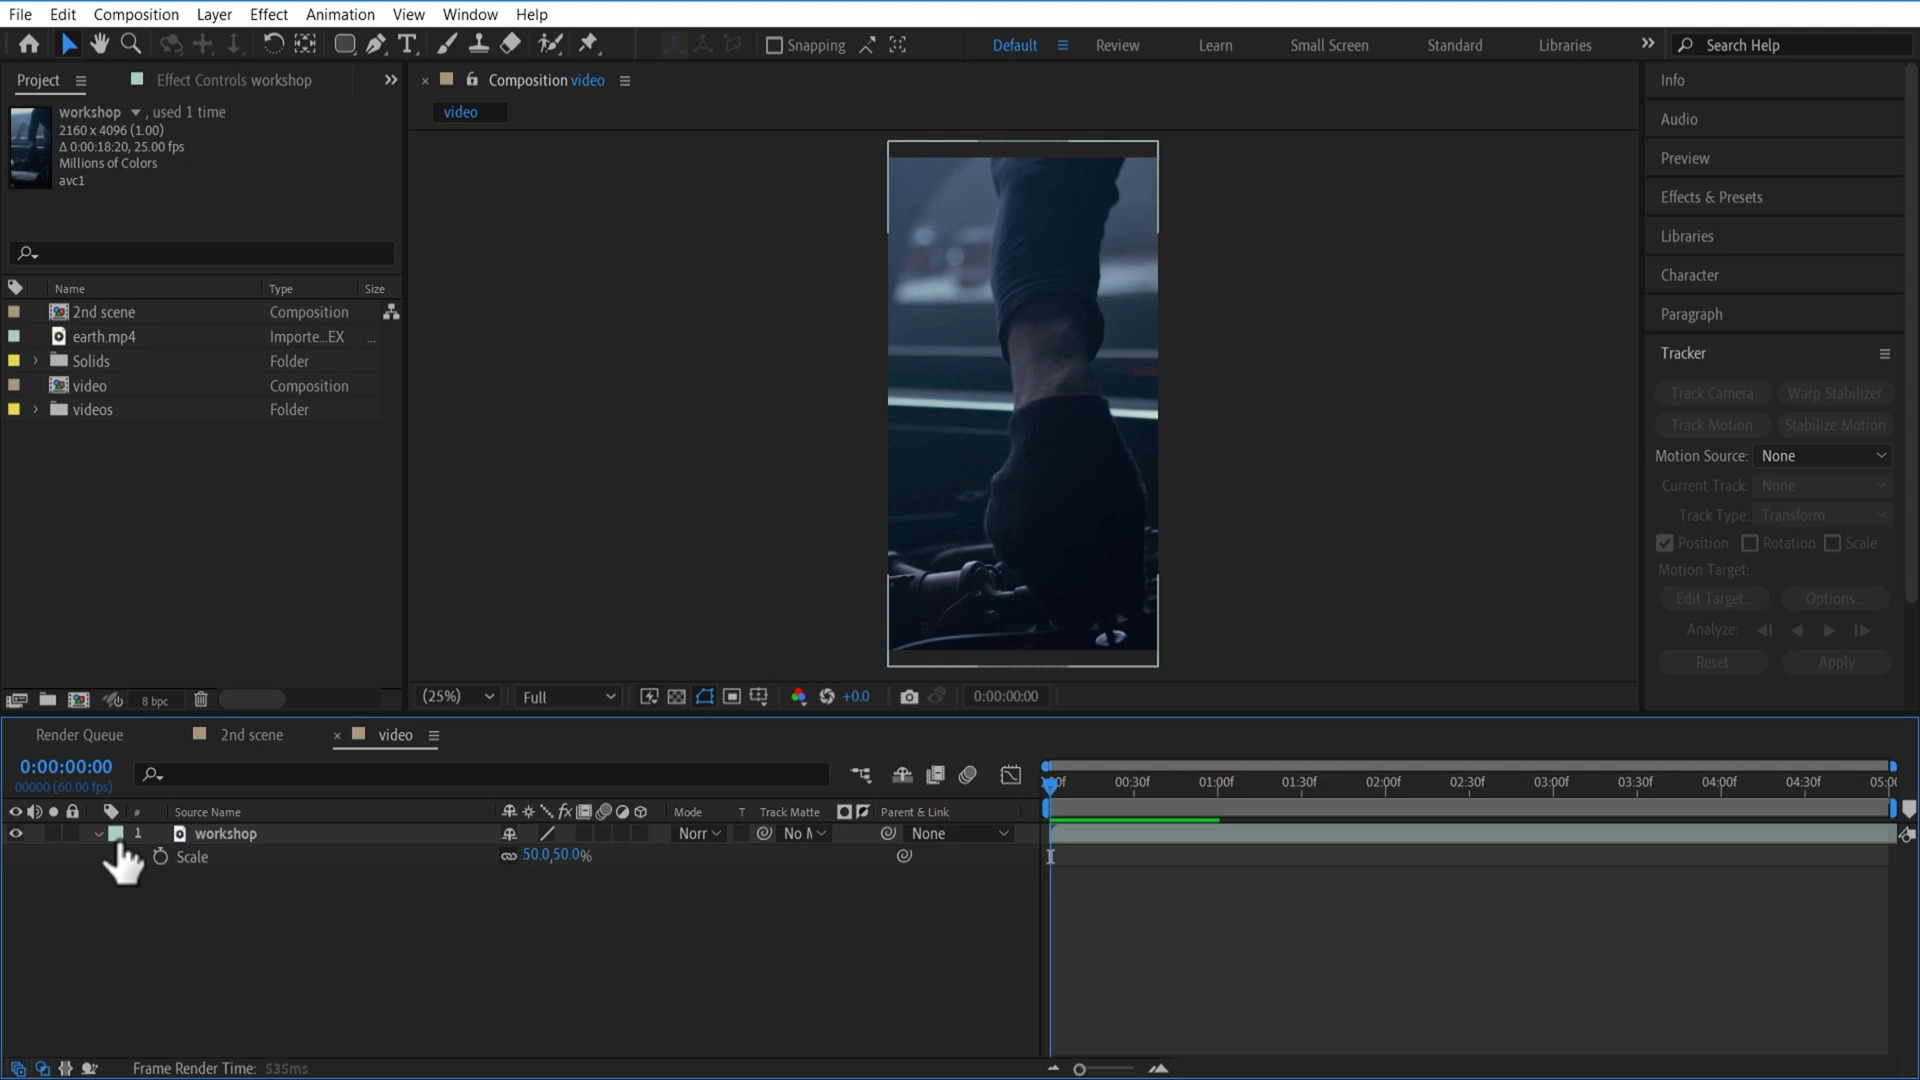 File Edit Composition Layer Effect Animation View Window Help
Snapping Default Review Learn Small Screen Standard Libraries Search Help
Project Effect Controls workshop
Composition video
video
workshop , used 1 time
2160 x 4096 (1.00)
Δ 0:00:18:20, 25.00 fps
Millions of Colors
avc1
Name Type Size
2nd scene Composition
earth.mp4 Importe...EX ...
Solids Folder
video Composition
videos Folder
8 bpc
(25%) Full +0.0 0:00:00:00
Info
Audio
Preview
Effects & Presets
Libraries
Character
Paragraph
Tracker
Track Camera Warp Stabilizer
Track Motion Stabilize Motion
Motion Source: None
Current Track: None
Track Type: Transform
Position Rotation Scale
Motion Target:
Edit Target... Options...
Analyze:
Reset Apply
Render Queue 2nd scene video
0:00:00:00
00000 (60.00 fps)
00:30f 01:00f 01:30f 02:00f 02:30f 03:00f 03:30f 04:00f 04:30f 05:00
# Source Name fx Mode T Track Matte Parent & Link
1 workshop Norr No M None
Scale 50.0,50.0%
Frame Render Time: 535ms